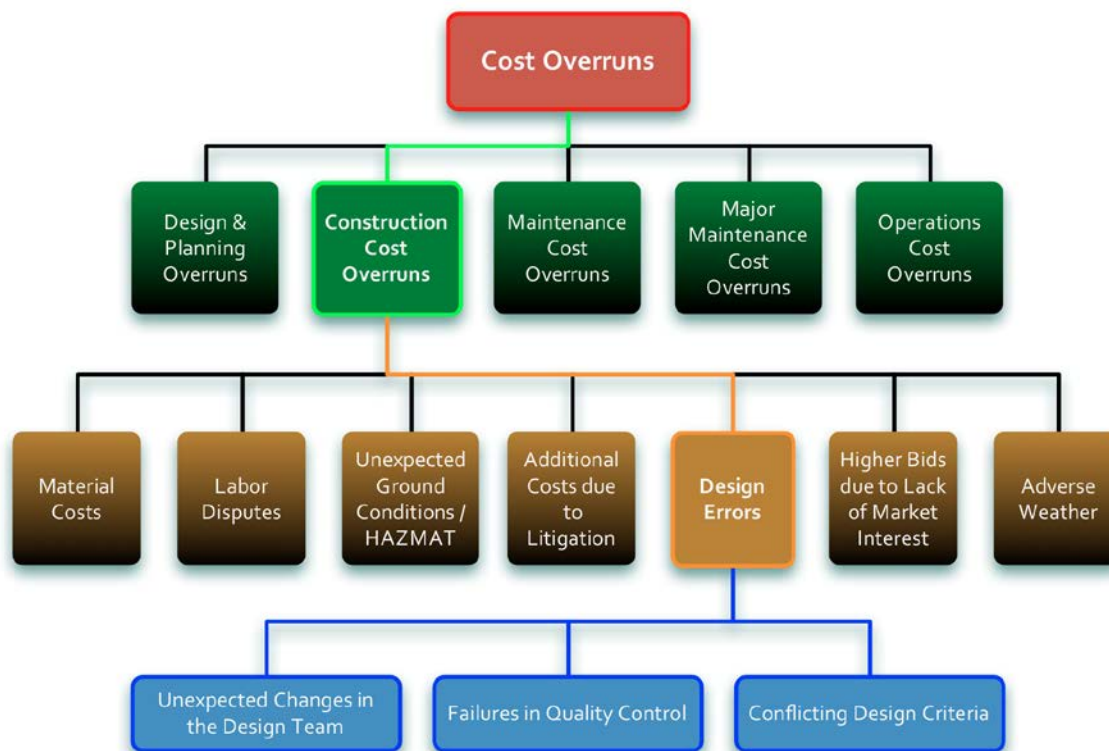 Cost Overruns
Design &
Planning
Overruns
Construction
Cost
Overruns
Maintenance
Cost
Overruns
Major
Maintenance
Cost
Overruns
Operations
Cost
Overruns
Material
Costs
Labor
Disputes
Unexpected
Ground
Conditions /
HAZMAT
Additional
Costs due
to
Litigation
Design
Errors
Higher Bids
due to Lack
of Market
Interest
Adverse
Weather
Unexpected Changes in
the Design Team
Failures in Quality Control
Conflicting Design Criteria